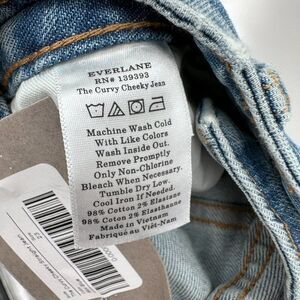 EVERLANE
RN# 139393
The Curvy Cheeky Jean
Machine Wash Cold
With Like Colors
Wash Inside Out.
Remove Promptly
Only Non-Chlorine
Bleach When Necessary.
Tumble Dry Low.
Cool Iron If Needed.
98% Cotton 2% Elastane
98% Coton 2% Elasthanne
Made in Vietnam
Fabriqué au Viêt-Nam